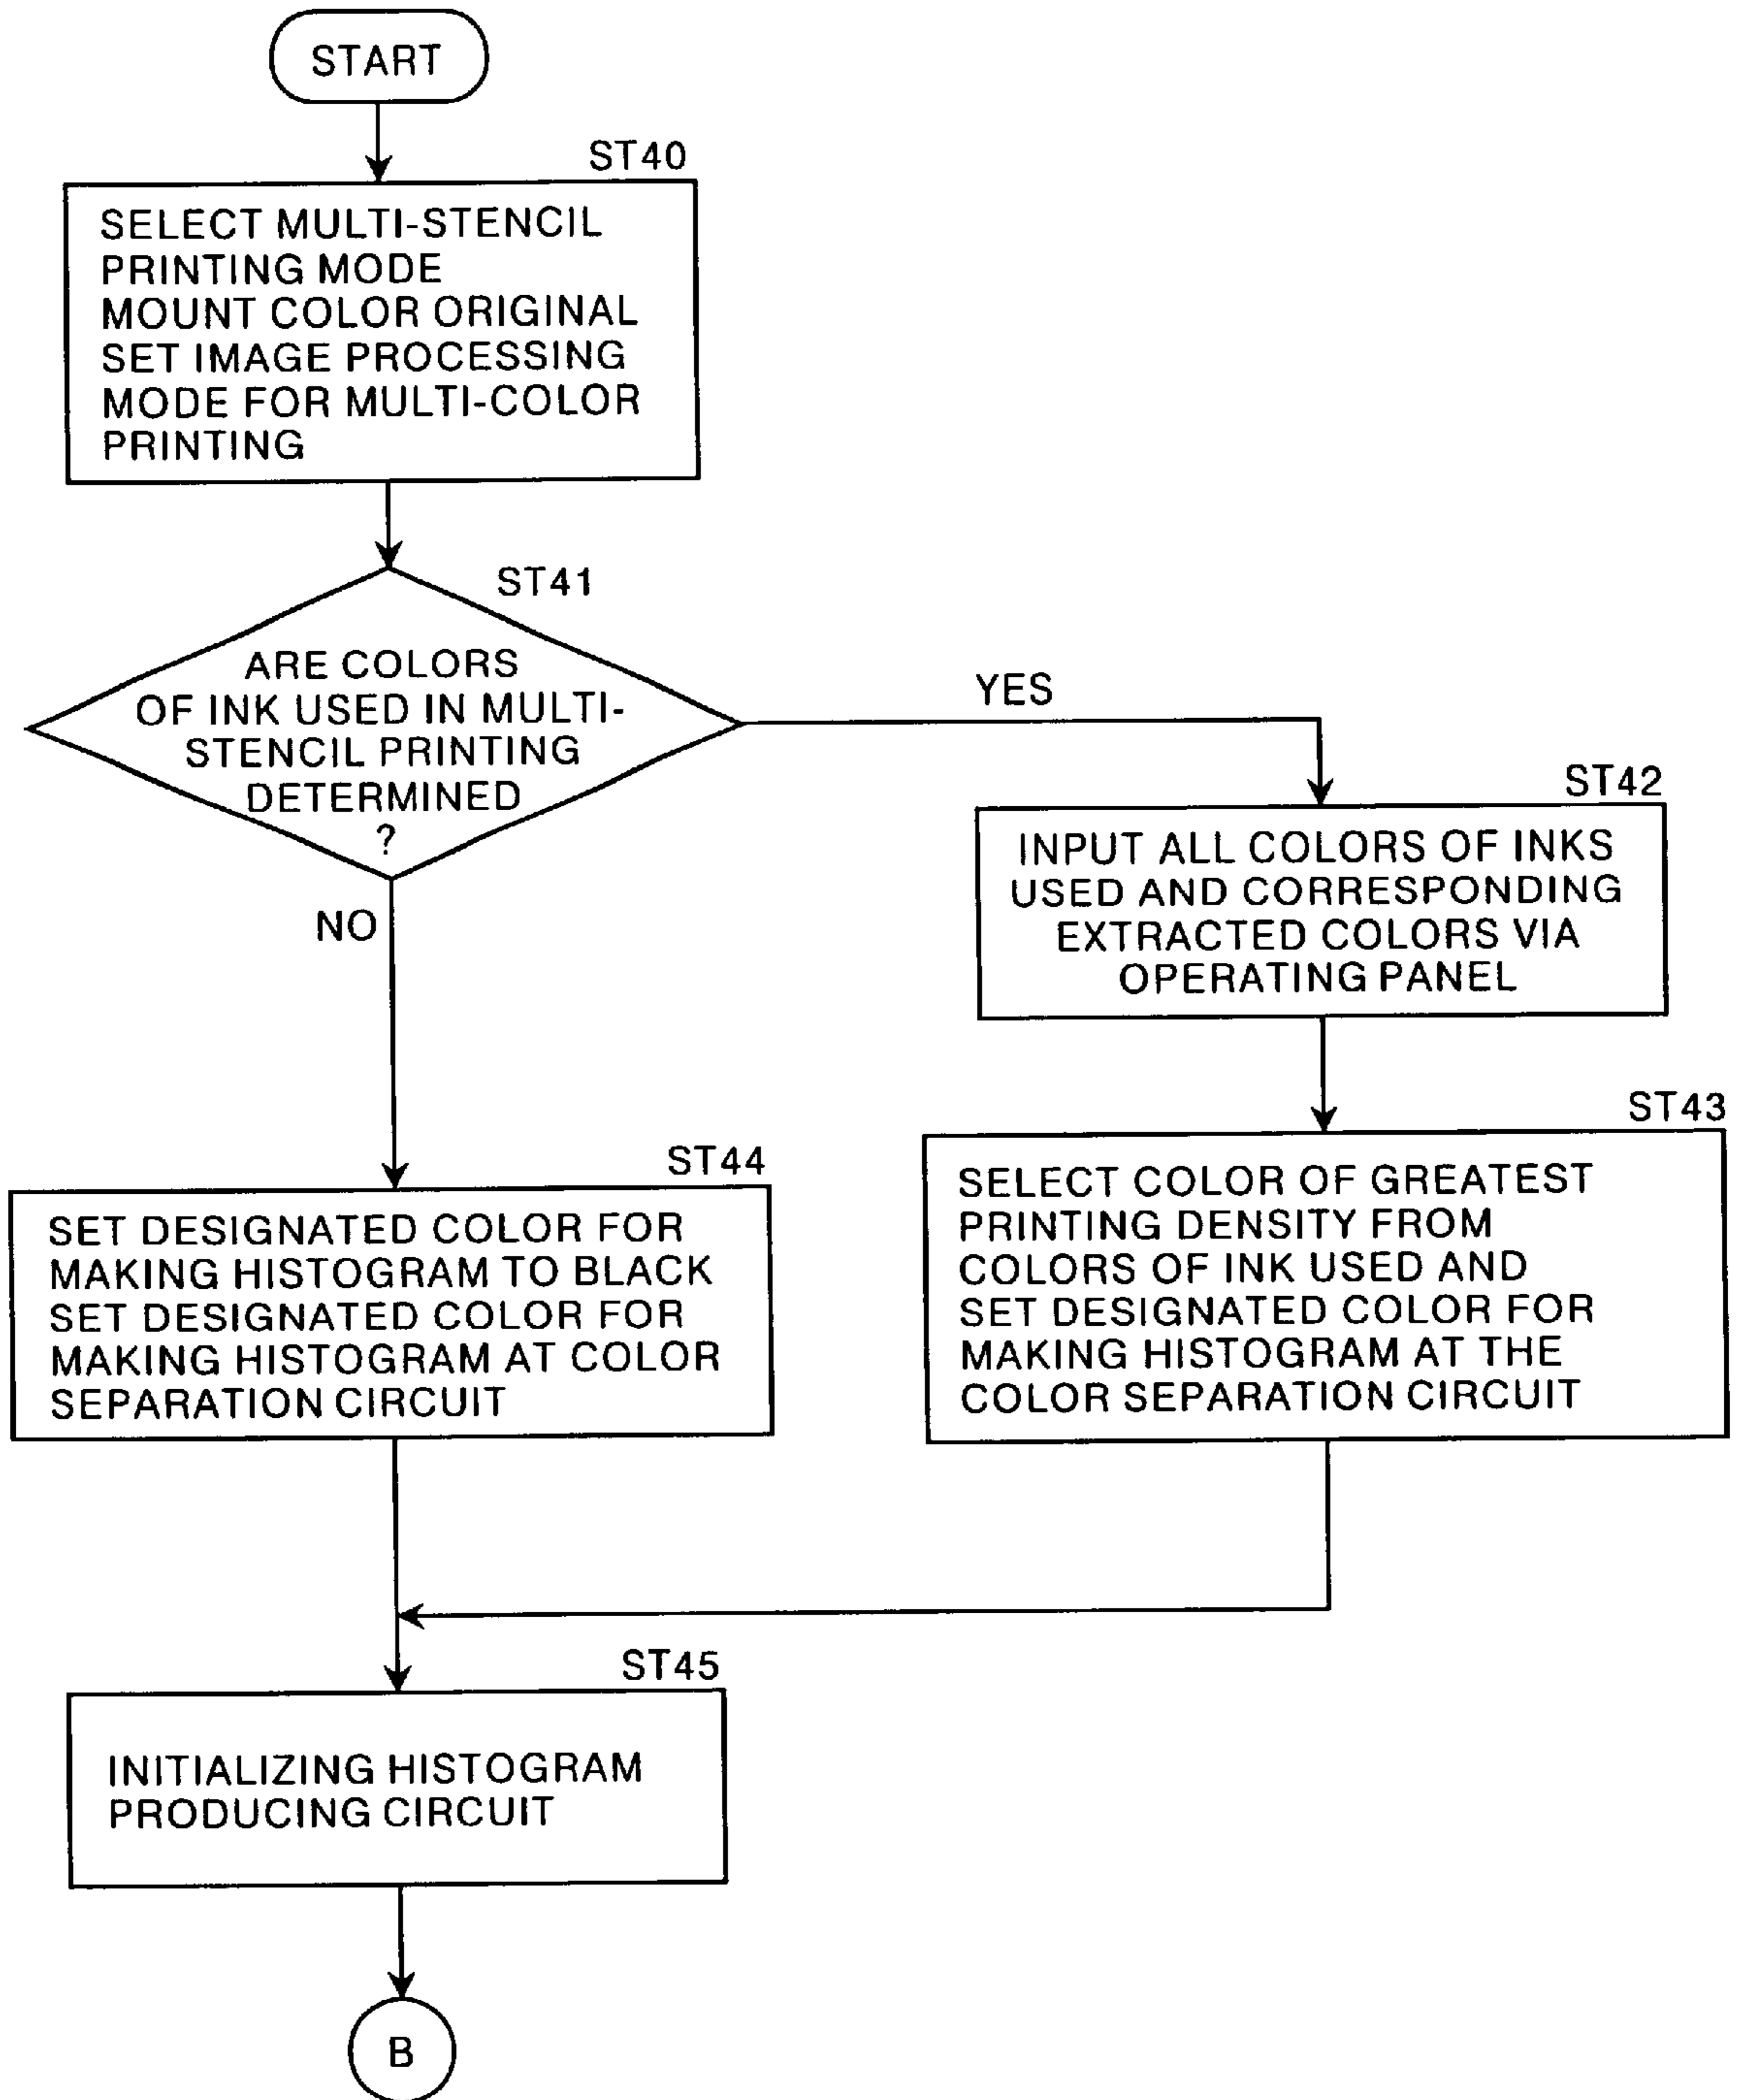 START
ST40
SELECT MULTI-STENCIL
PRINTING MODE
MOUNT COLOR ORIGINAL
SET IMAGE PROCESSING
MODE FOR MULTI-COLOR
PRINTING
ST41
ARE COLORS
OF INK USED IN MULTI-
STENCIL PRINTING
DETERMINED
?
YES
NO
ST42
INPUT ALL COLORS OF INKS
USED AND CORRESPONDING
EXTRACTED COLORS VIA
OPERATING PANEL
ST43
SELECT COLOR OF GREATEST
PRINTING DENSITY FROM
COLORS OF INK USED AND
SET DESIGNATED COLOR FOR
MAKING HISTOGRAM AT THE
COLOR SEPARATION CIRCUIT
ST44
SET DESIGNATED COLOR FOR
MAKING HISTOGRAM TO BLACK
SET DESIGNATED COLOR FOR
MAKING HISTOGRAM AT COLOR
SEPARATION CIRCUIT
ST45
INITIALIZING HISTOGRAM
PRODUCING CIRCUIT
B